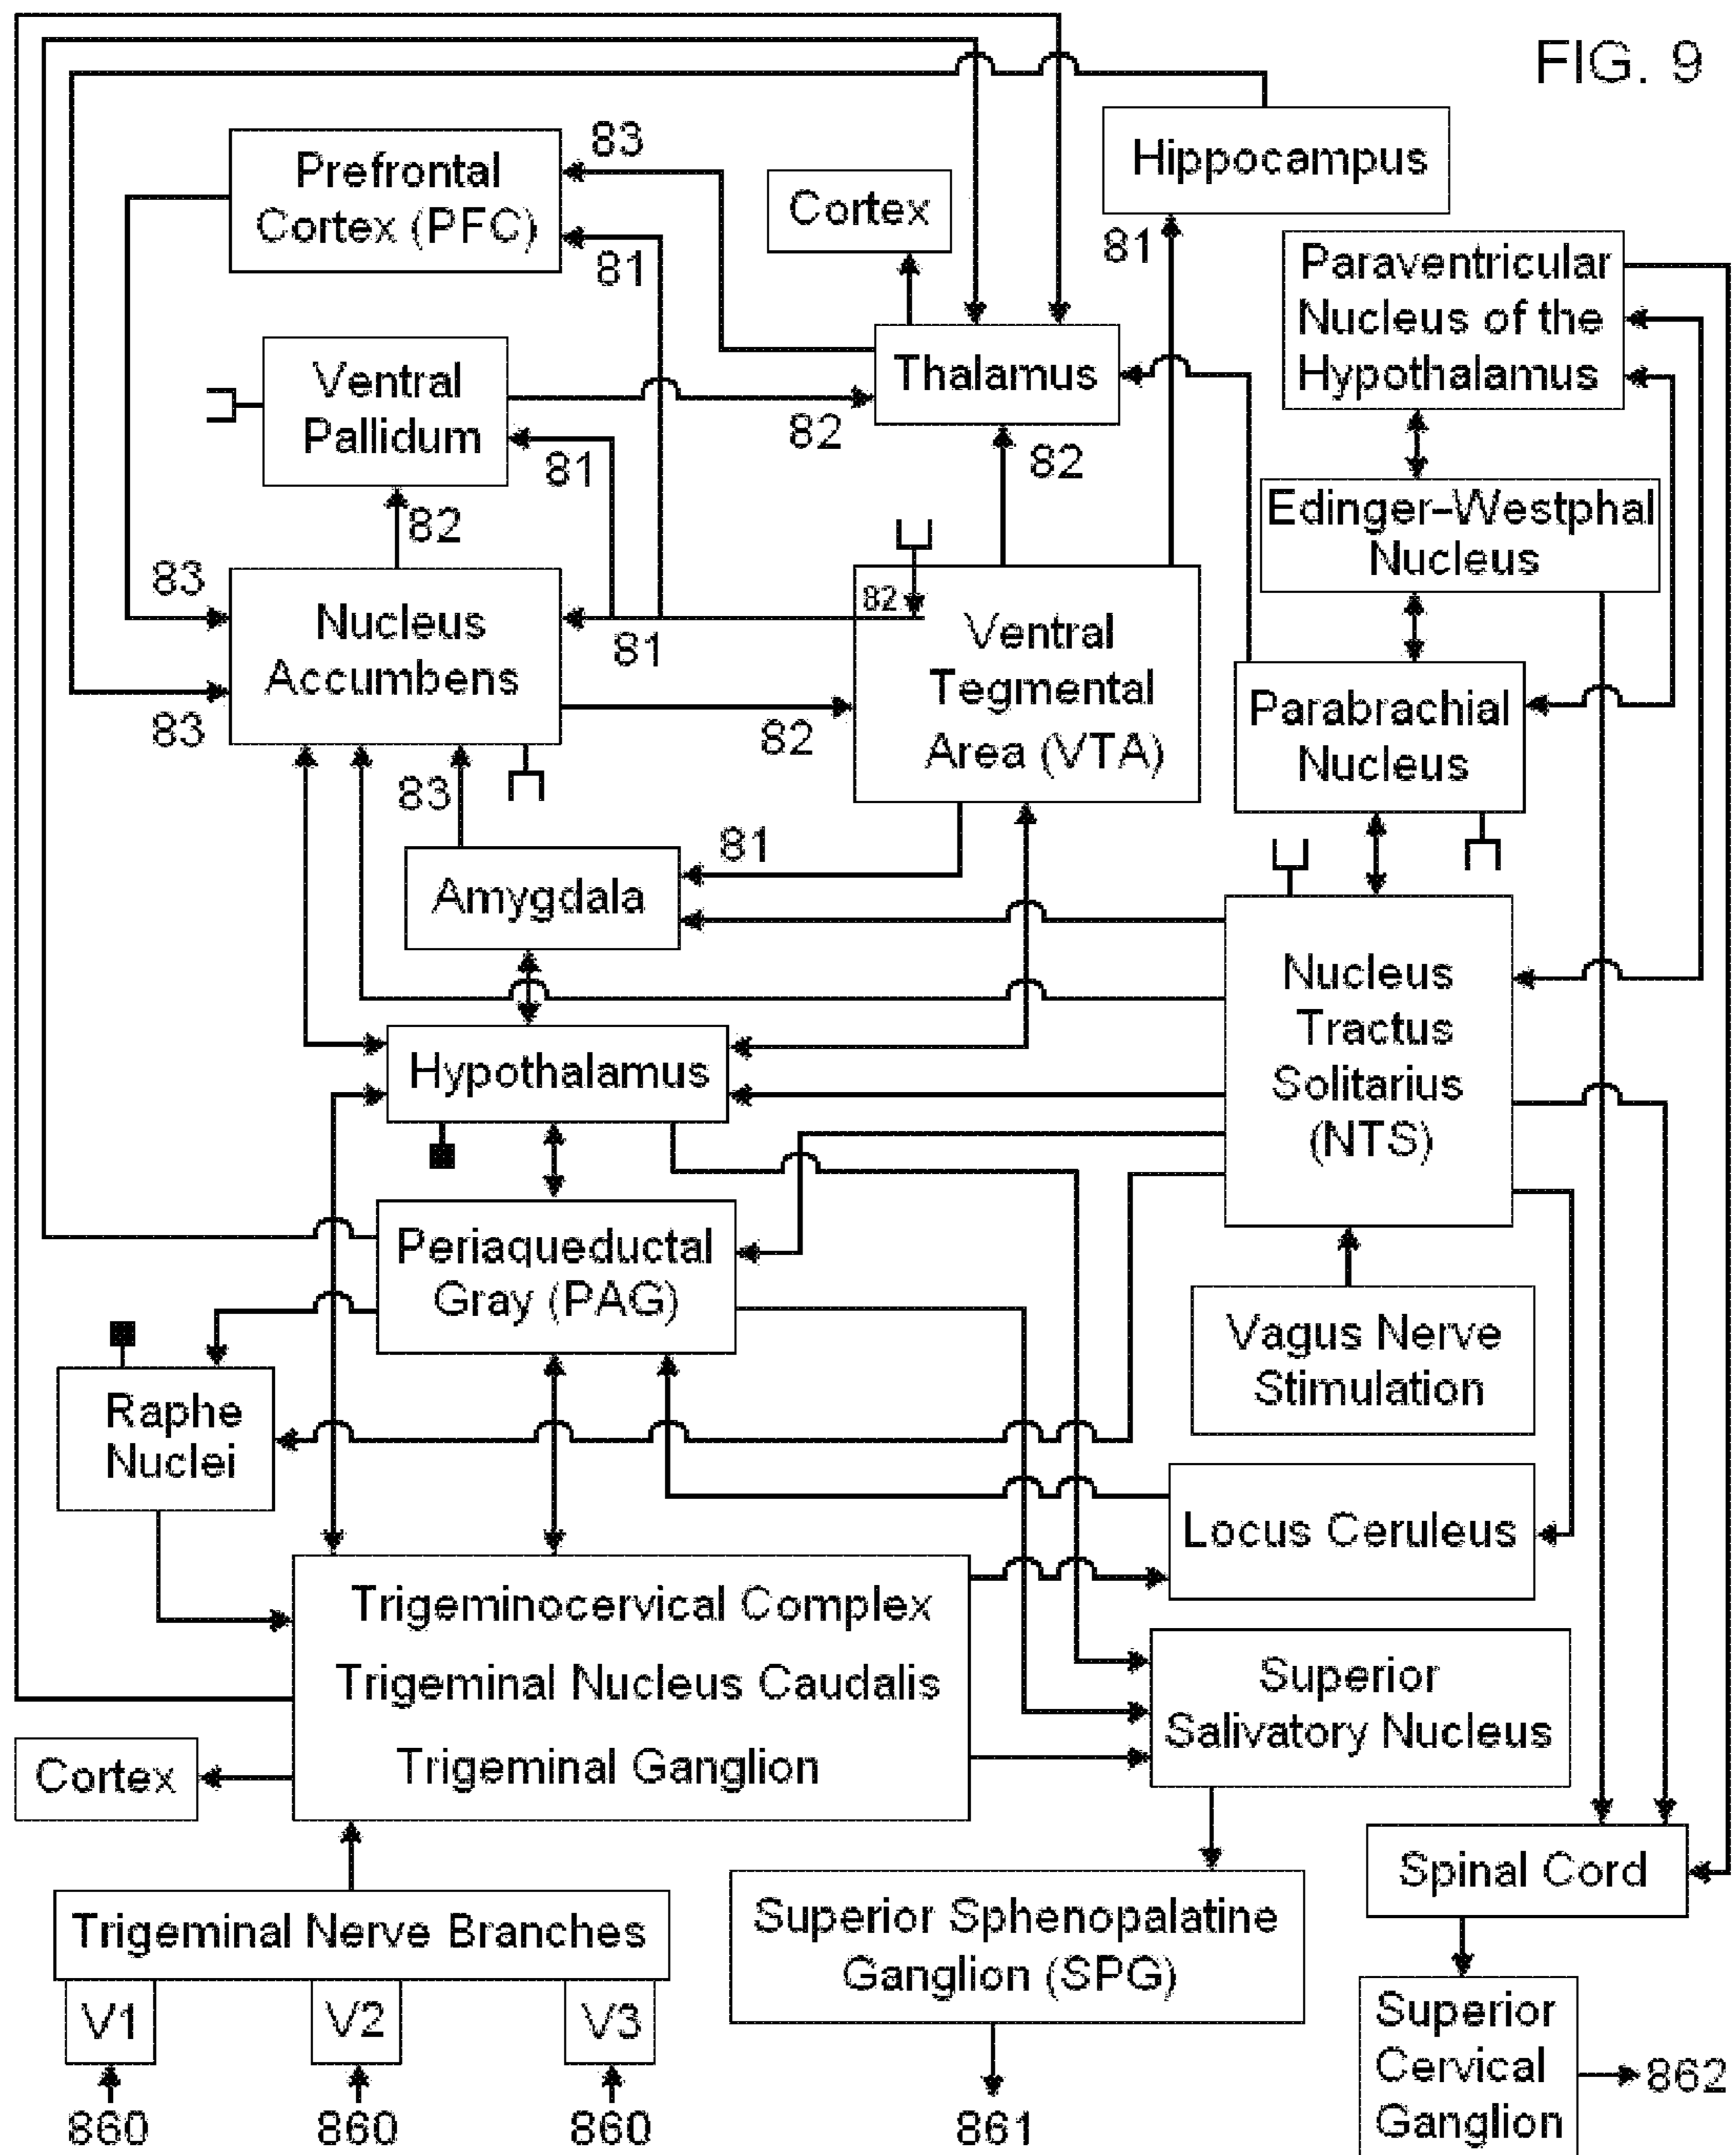 FIG. 9
Prefrontal
Cortex (PFC)
83
81
Cortex
Hippocampus
81
Paraventricular
Nucleus of the
Hypothalamus
Ventral
Pallidum
81
82
Thalamus
82
82
Edinger–Westphal
Nucleus
83
Nucleus
Accumbens
83
81
82
82
Ventral
Tegmental
Area (VTA)
Parabrachial
Nucleus
83
81
Amygdala
Nucleus
Tractus
Solitarius
(NTS)
Hypothalamus
Periaqueductal
Gray (PAG)
Vagus Nerve
Stimulation
Raphe
Nuclei
Locus Ceruleus
Trigeminocervical Complex
Trigeminal Nucleus Caudalis
Trigeminal Ganglion
Superior
Salivatory Nucleus
Cortex
Spinal Cord
Trigeminal Nerve Branches
V1
V2
V3
860
860
860
Superior Sphenopalatine
Ganglion (SPG)
861
Superior
Cervical
Ganglion
862